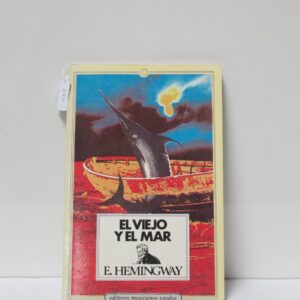 EL VIEJO
Y EL MAR
E. HEMINGWAY
editores mexicanos unidos